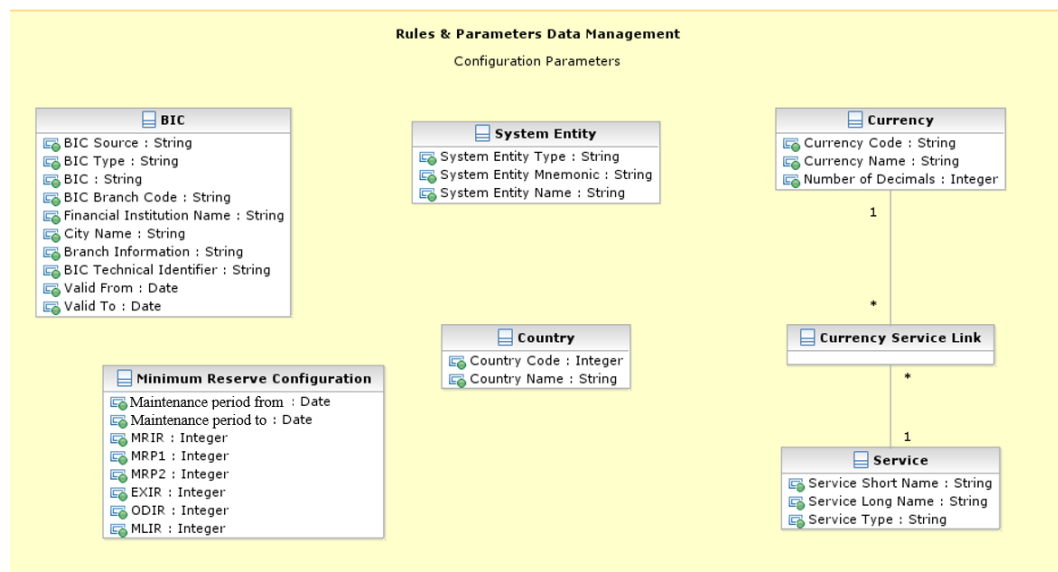 Rules & Parameters Data Management
Configuration Parameters
BIC
BIC Source : String
BIC Type : String
BIC : String
BIC Branch Code : String
Financial Institution Name : String
City Name : String
Branch Information : String
BIC Technical Identifier : String
Valid From : Date
Valid To : Date
System Entity
System Entity Type : String
System Entity Mnemonic : String
System Entity Name : String
Currency
Currency Code : String
Currency Name : String
Number of Decimals : Integer
1
*
Currency Service Link
*
1
Service
Service Short Name : String
Service Long Name : String
Service Type : String
Country
Country Code : Integer
Country Name : String
Minimum Reserve Configuration
Maintenance period from : Date
Maintenance period to : Date
MRIR : Integer
MRP1 : Integer
MRP2 : Integer
EXIR : Integer
ODIR : Integer
MLIR : Integer